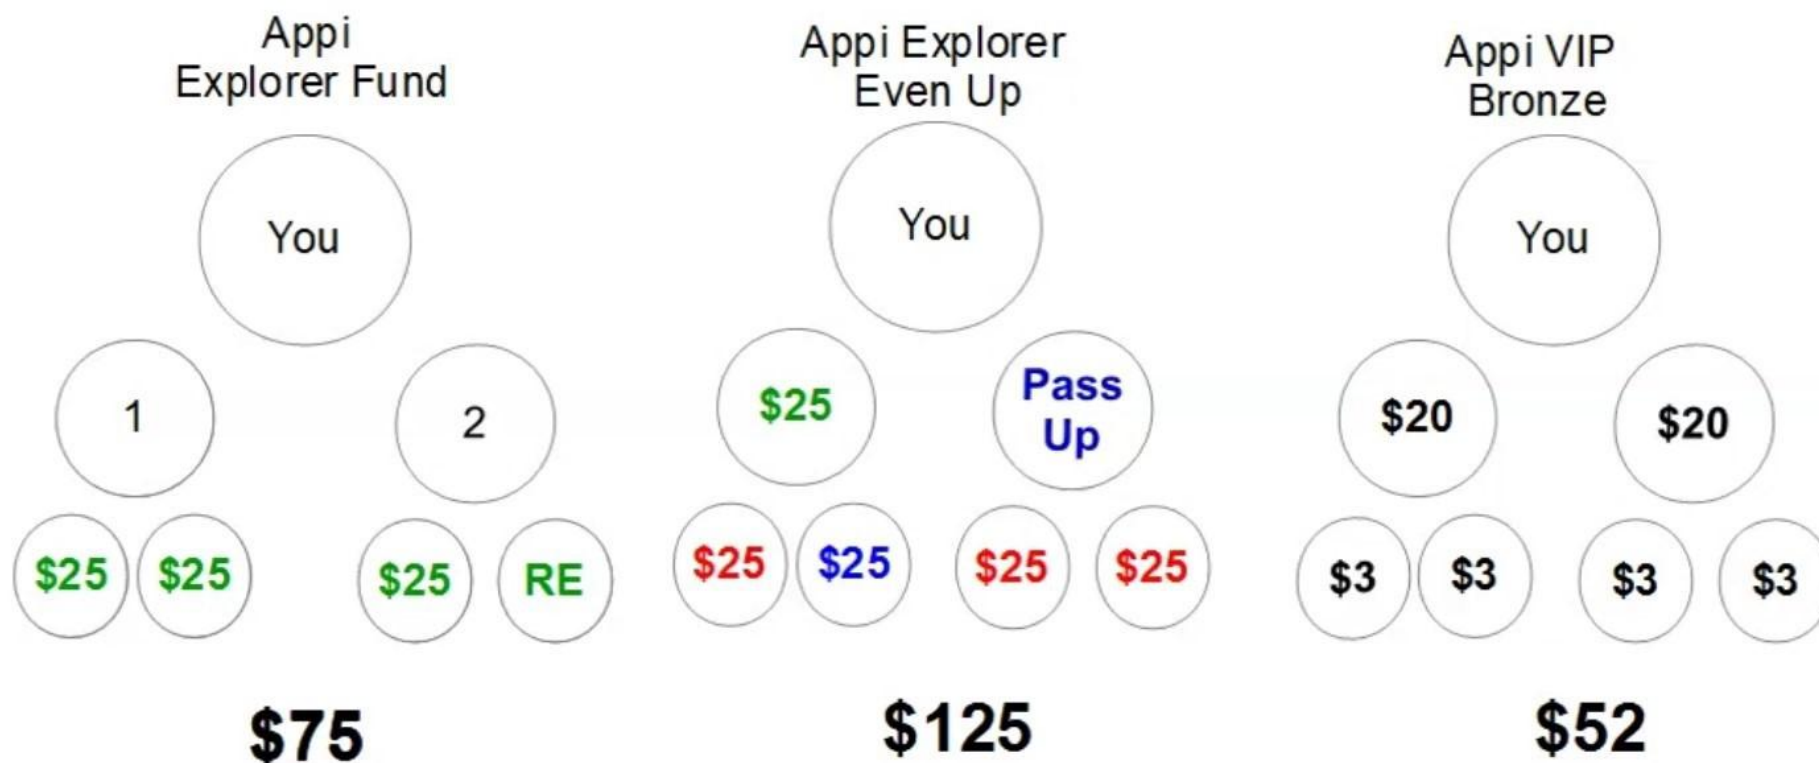 Appi
Explorer Fund
You
1
2
$25
$25
$25
RE
$75
Appi Explorer
Even Up
You
$25
Pass
Up
$25
$25
$25
$25
$125
Appi VIP
Bronze
You
$20
$20
$3
$3
$3
$3
$52